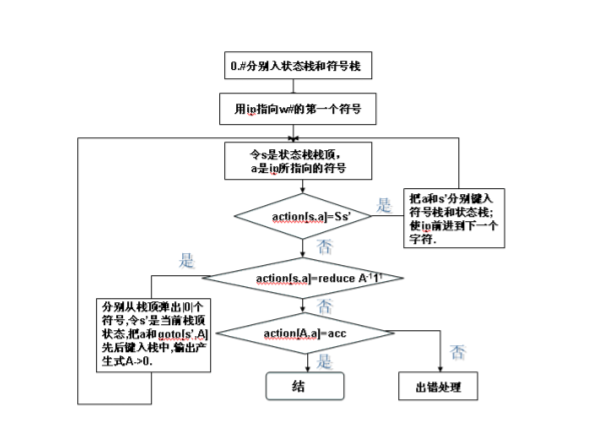 0.#分别入状态栈和符号栈
用ip指向w#的第一个符号
令s是状态栈栈顶,
a是ip所指向的符号
action[s.a]=Ss'
是
把a和s'分别键入
符号栈和状态栈;
使ip前进到下一个
字符.
否
action[s.a]=reduce A⁻¹1¹
是
分别从栈顶弹出|0|个
符号,令s'是当前栈顶
状态,把a和goto[s',A]
先后键入栈中,输出产
生式A->0.
否
action[A.a]=acc
是
否
结
出错处理